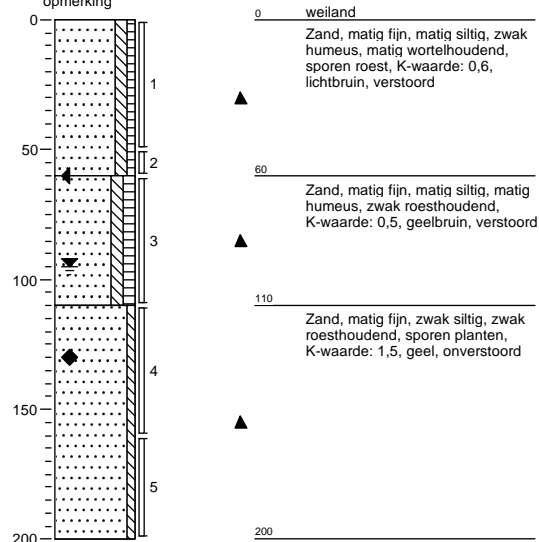 opmerking
0
50
100
150
200
1
2
3
4
5
0 weiland
Zand, matig fijn, matig siltig, zwak
humeus, matig wortelhoudend,
sporen roest, K-waarde: 0,6,
lichtbruin, verstoord
60
Zand, matig fijn, matig siltig, matig
humeus, zwak roesthoudend,
K-waarde: 0,5, geelbruin, verstoord
110
Zand, matig fijn, zwak siltig, zwak
roesthoudend, sporen planten,
K-waarde: 1,5, geel, onverstoord
200